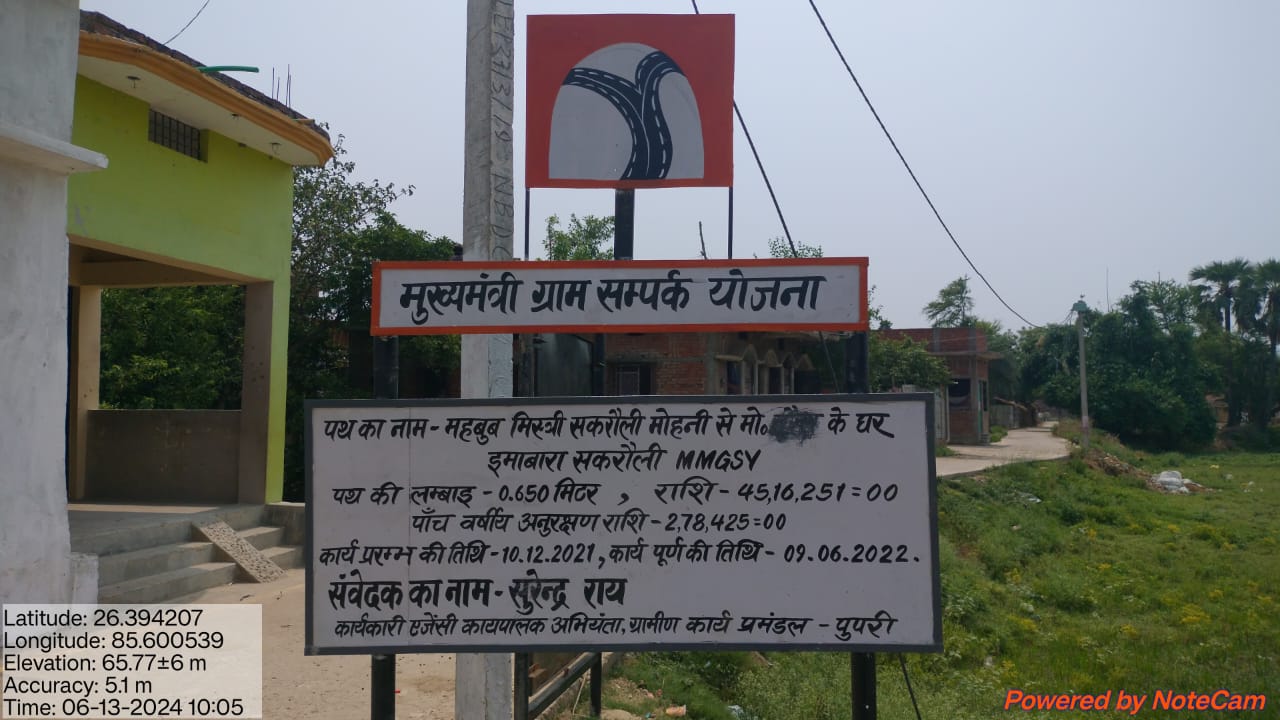 मुख्यमंत्री ग्राम सम्पर्क योजना
पथ का नाम - महबुब मिस्त्री सकरौली मोहनी से मो० के घर
इमाबारा सकरौली MMGSY
पथ की लम्बाइ - 0.650 मिटर , राशि - 45,16,251=00
पाँच वर्षीय अनुरक्षण राशि - 2,78,425=00
कार्य प्ररम्भ की तिथि - 10.12.2021, कार्य पूर्ण की तिथि - 09.06.2022.
संवेदक का नाम - सुरेन्द्र राय
कार्यकारी एजेंसी कायपालक अभियंता, ग्रामीण कार्य प्रमंडल - पुपरी
Latitude: 26.394207
Longitude: 85.600539
Elevation: 65.77±6 m
Accuracy: 5.1 m
Time: 06-13-2024 10:05
Powered by NoteCam